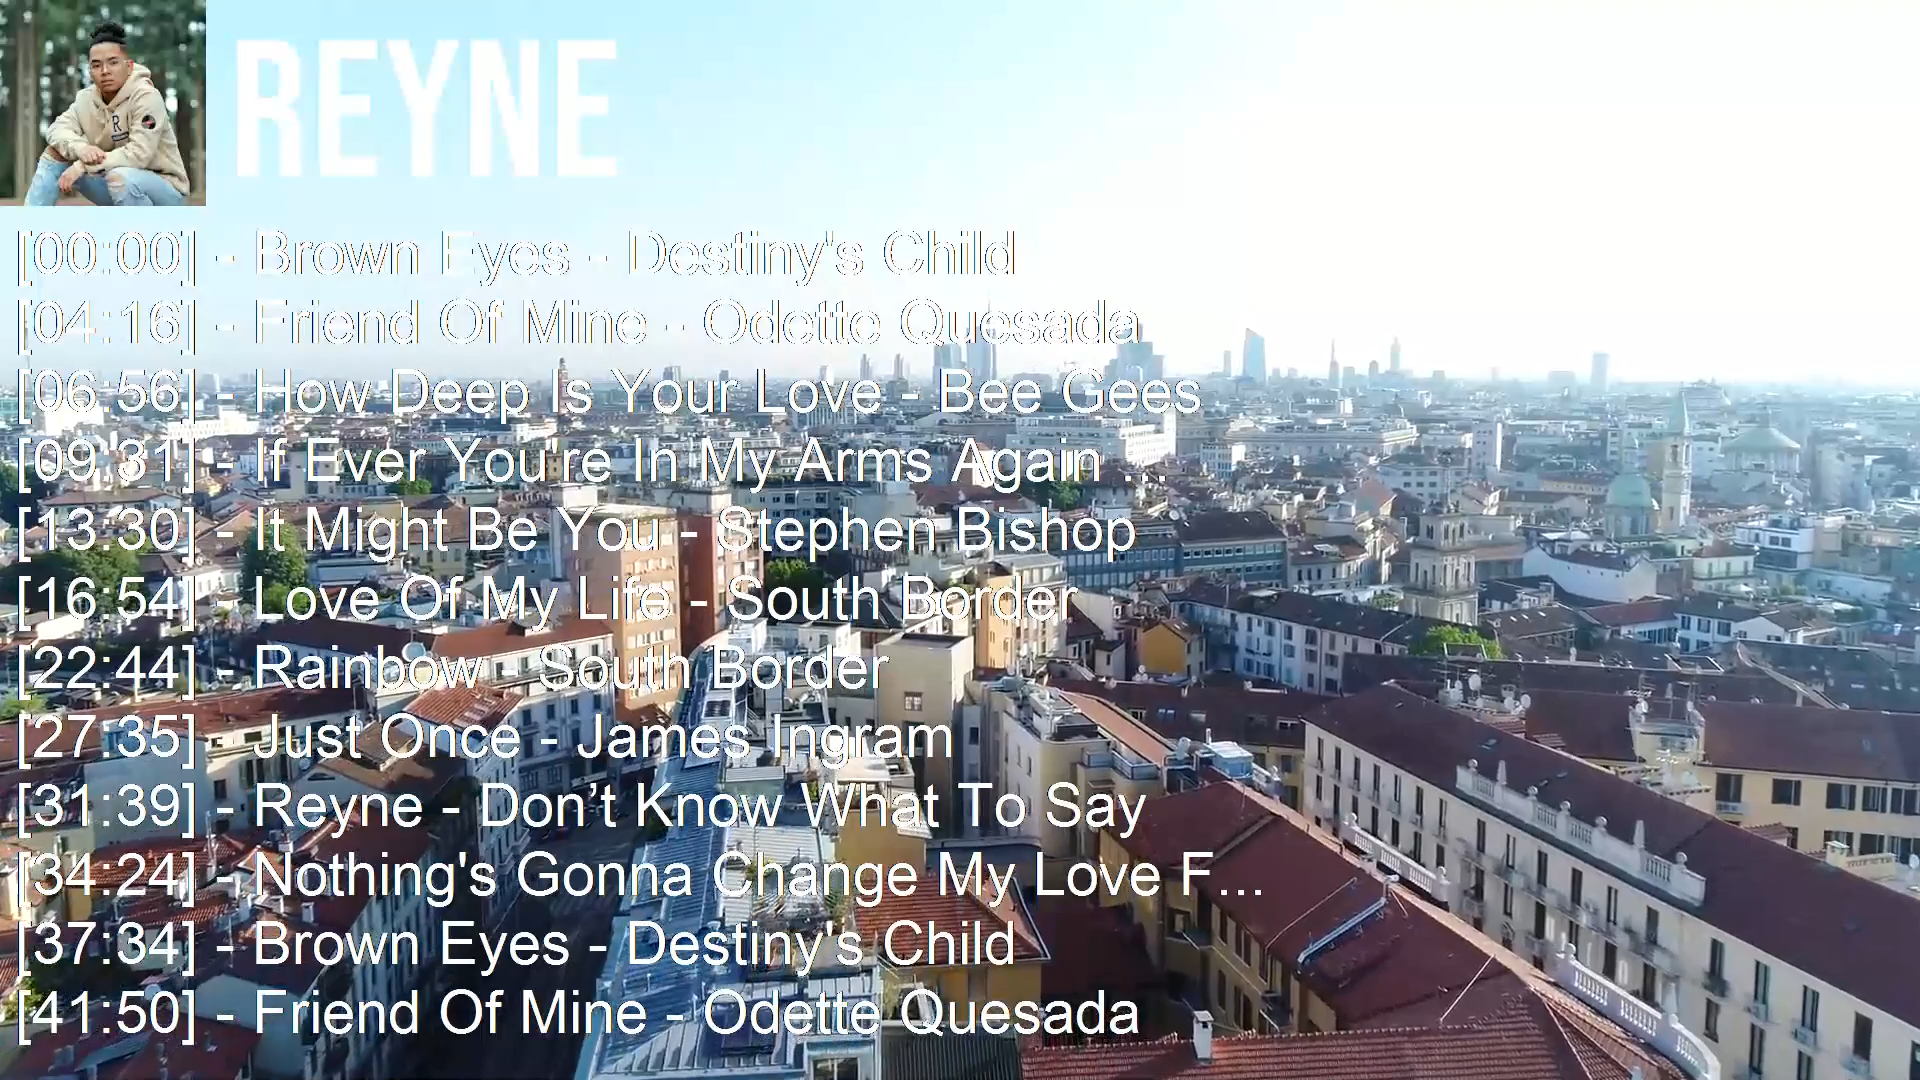 REYNE
[00:00] - Brown Eyes - Destiny's Child
[04:16] - Friend Of Mine - Odette Quesada
[06:56] - How Deep Is Your Love - Bee Gees
[09:31] - If Ever You're In My Arms Again ...
[13:30] - It Might Be You - Stephen Bishop
[16:54] - Love Of My Life - South Border
[22:44] - Rainbow - South Border
[27:35] - Just Once - James Ingram
[31:39] - Reyne - Don’t Know What To Say
[34:24] - Nothing's Gonna Change My Love F...
[37:34] - Brown Eyes - Destiny's Child
[41:50] - Friend Of Mine - Odette Quesada